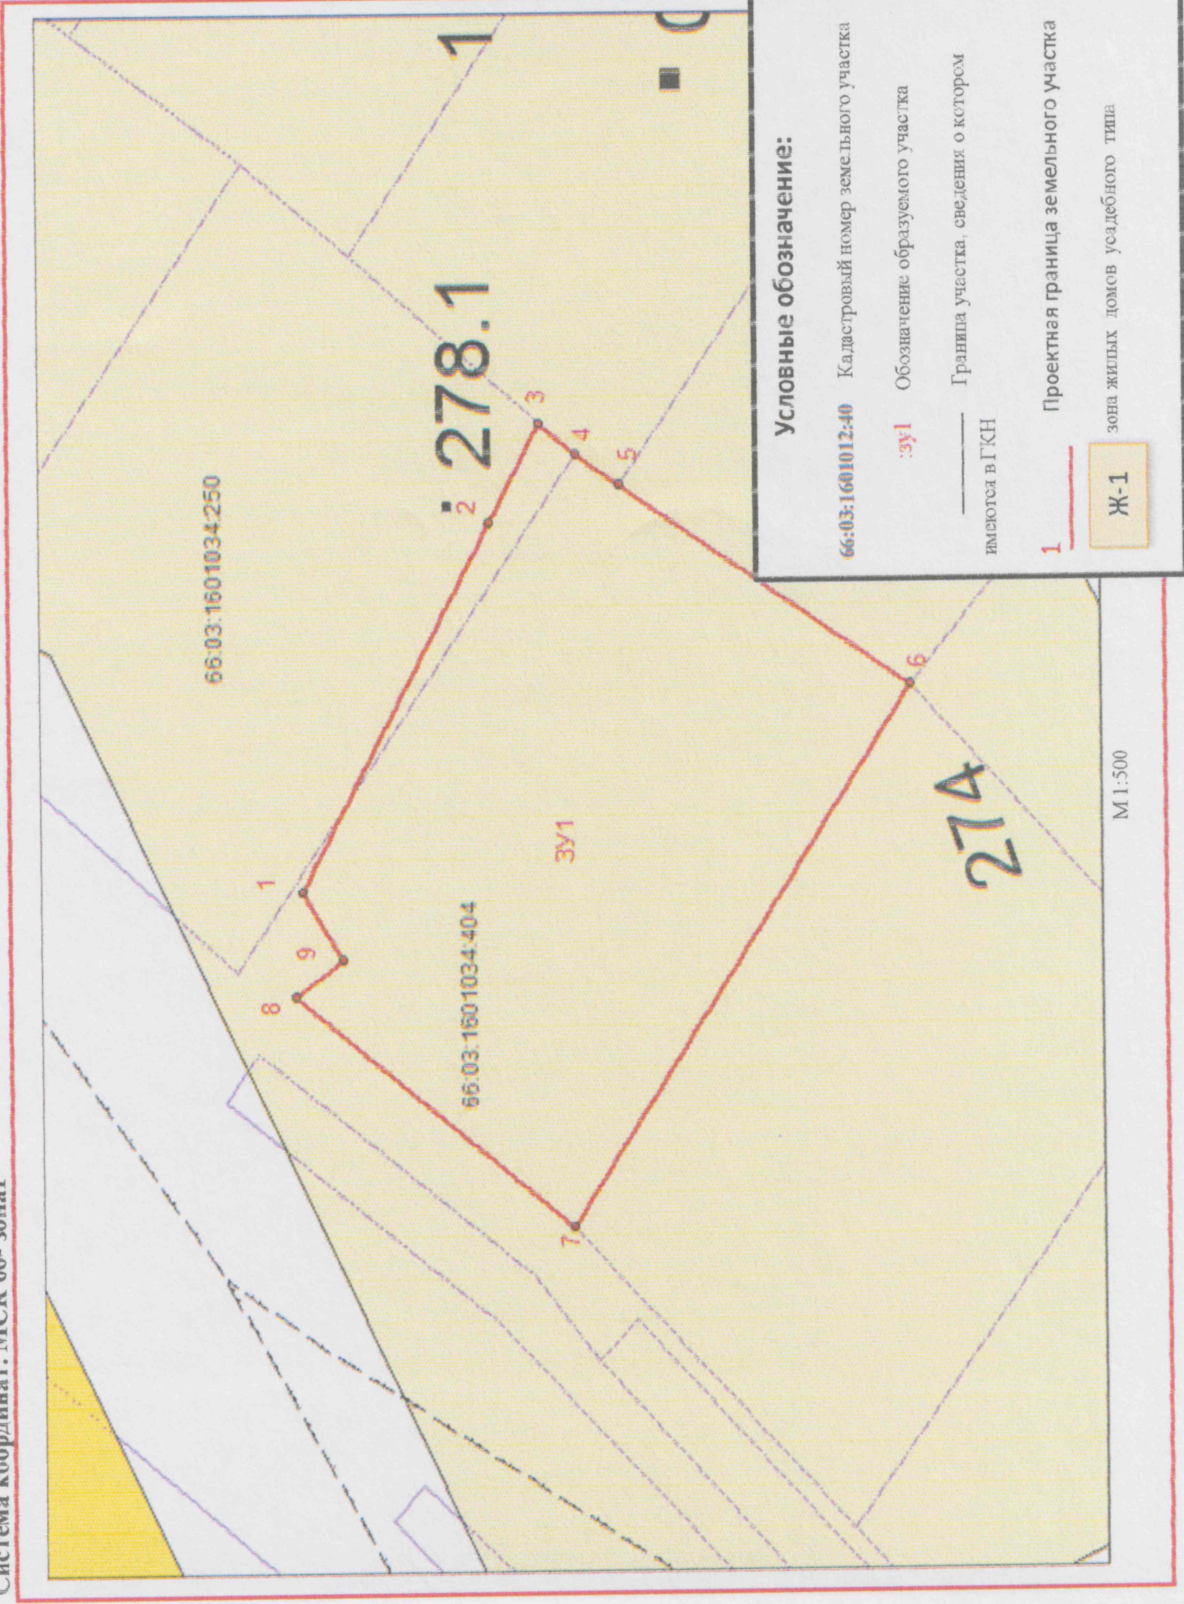 Система координат: МСК 66- зона1
66:03:1601034:250
: 278.1
1
1
2
3
4
5
6
7
8
9
ЗУ1
66:03:1601034:404
274
М 1:500
Условные обозначение:
66:03:1601012:40 Кадастровый номер земельного участка
:зу1 Обозначение образуемого участка
Граница участка, сведения о котором
имеются в ГКН
1 Проектная граница земельного участка
Ж-1 зона жилых домов усадебного типа